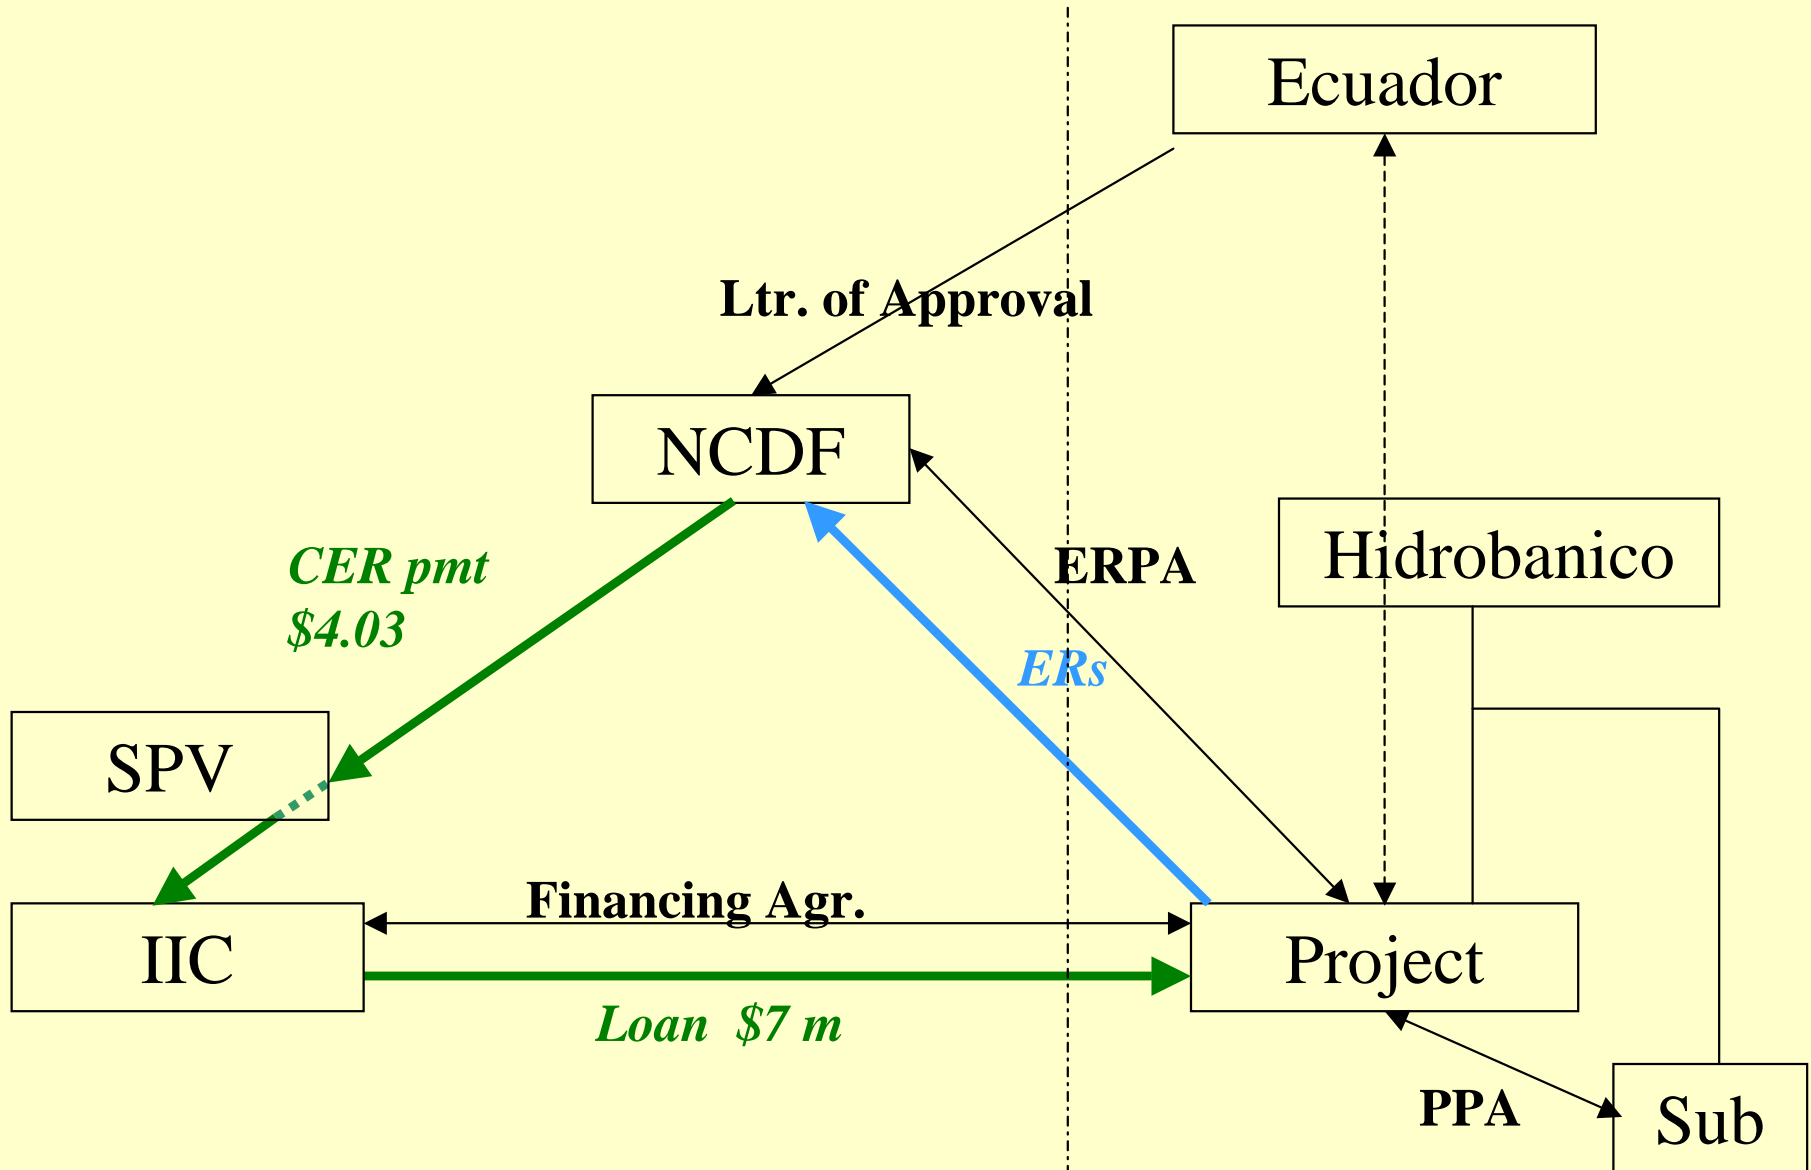 Ecuador
Ltr. of Approval
NCDF
Hidrobanico
CER pmt
$4.03
ERPA
ERs
SPV
Financing Agr.
IIC
Project
Loan $7 m
PPA
Sub